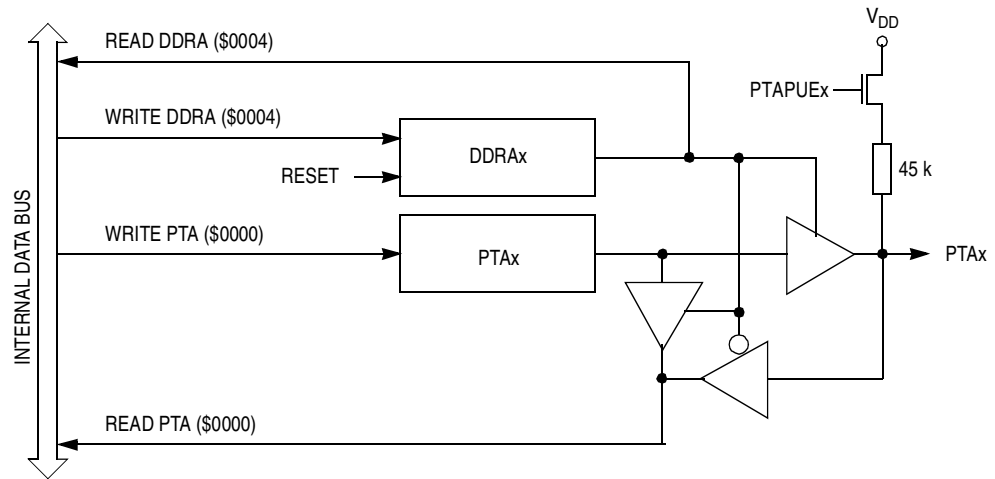 V_DD
READ DDRA ($0004)
PTAPUEx
WRITE DDRA ($0004)
DDRAx
RESET
45 k
WRITE PTA ($0000)
PTAx
PTAx
INTERNAL DATA BUS
READ PTA ($0000)